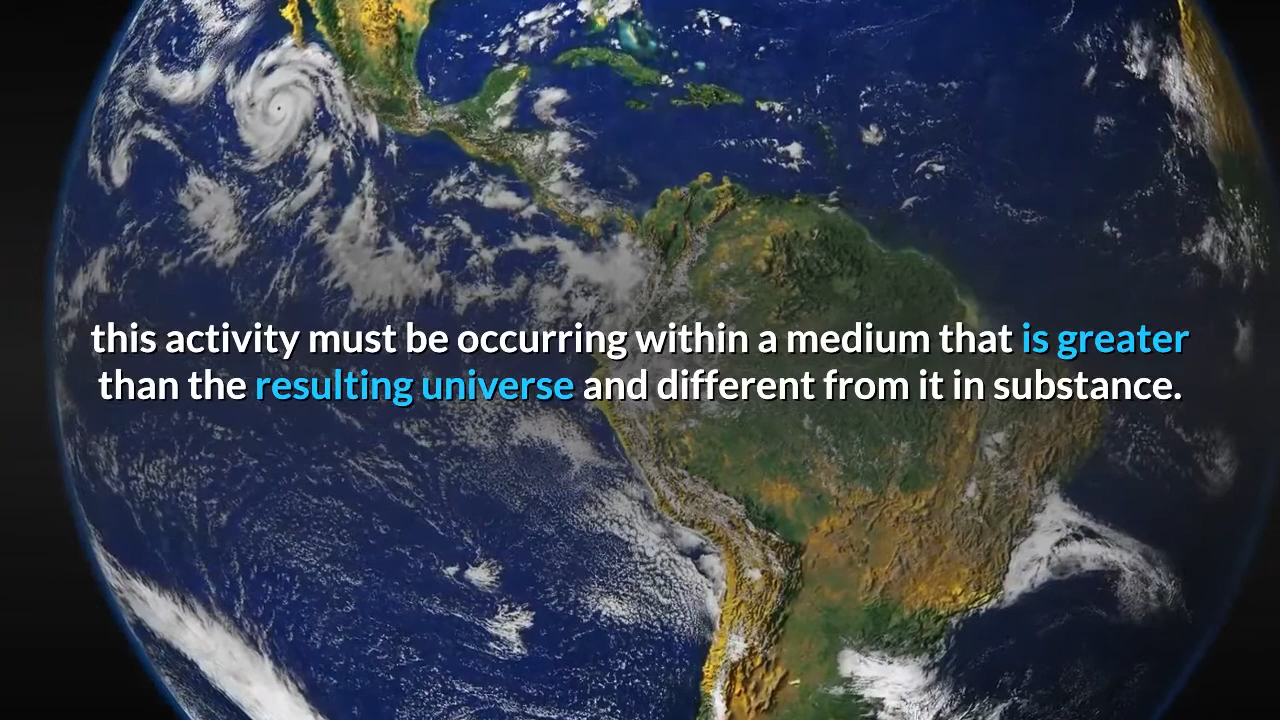 this activity must be occurring within a medium that is greater
than the resulting universe and different from it in substance.